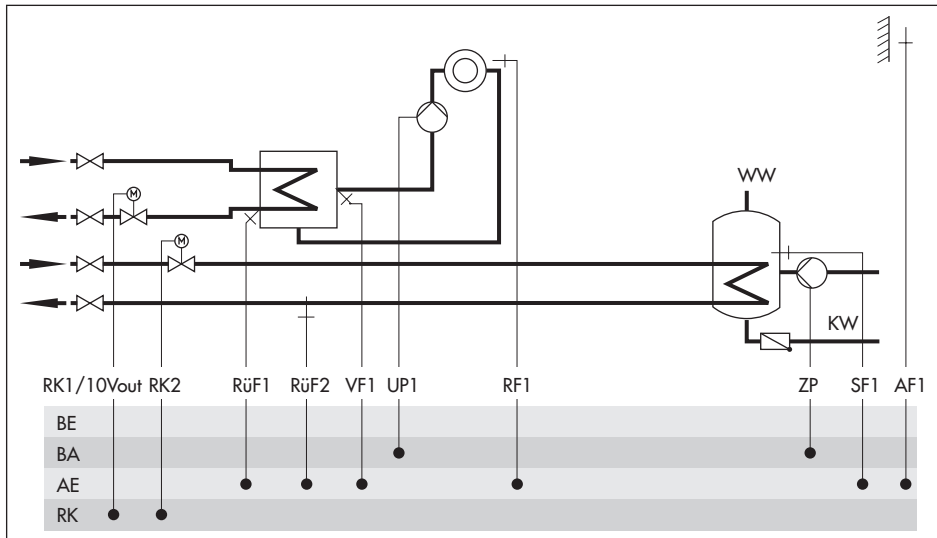 WW
M
M
KW
RK1/10Vout RK2 RüF1 RüF2 VF1 UP1 RF1 ZP SF1 AF1
BE
BA
AE
RK